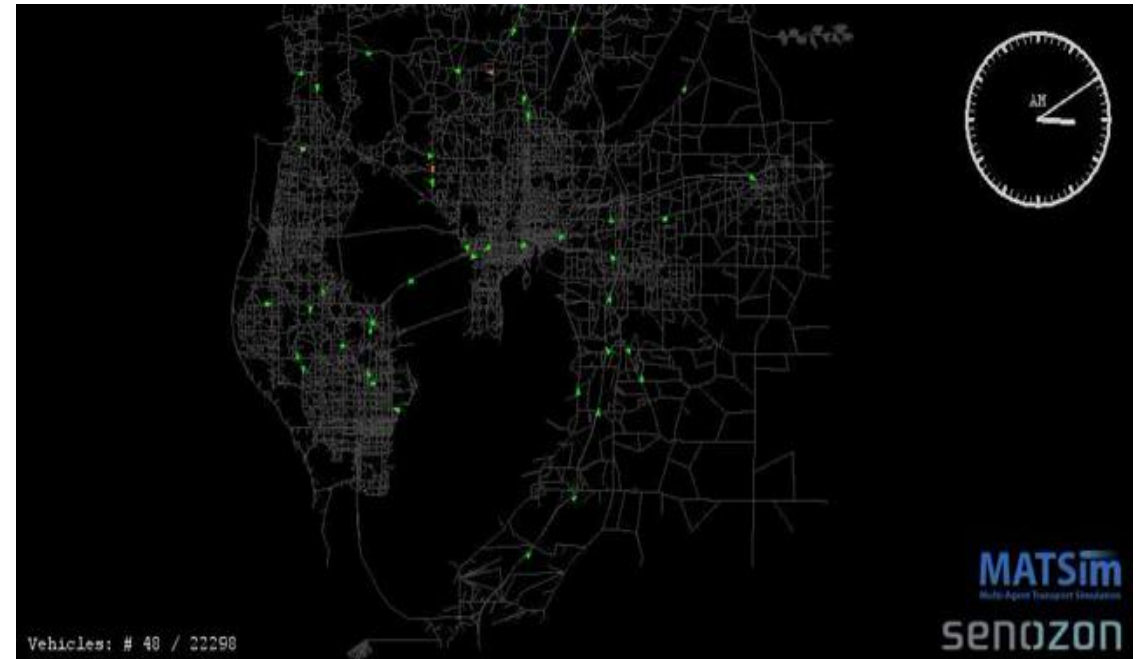 AM
MATSim
Multi-Agent Transport Simulation
senozon
Vehicles: # 48 / 22298